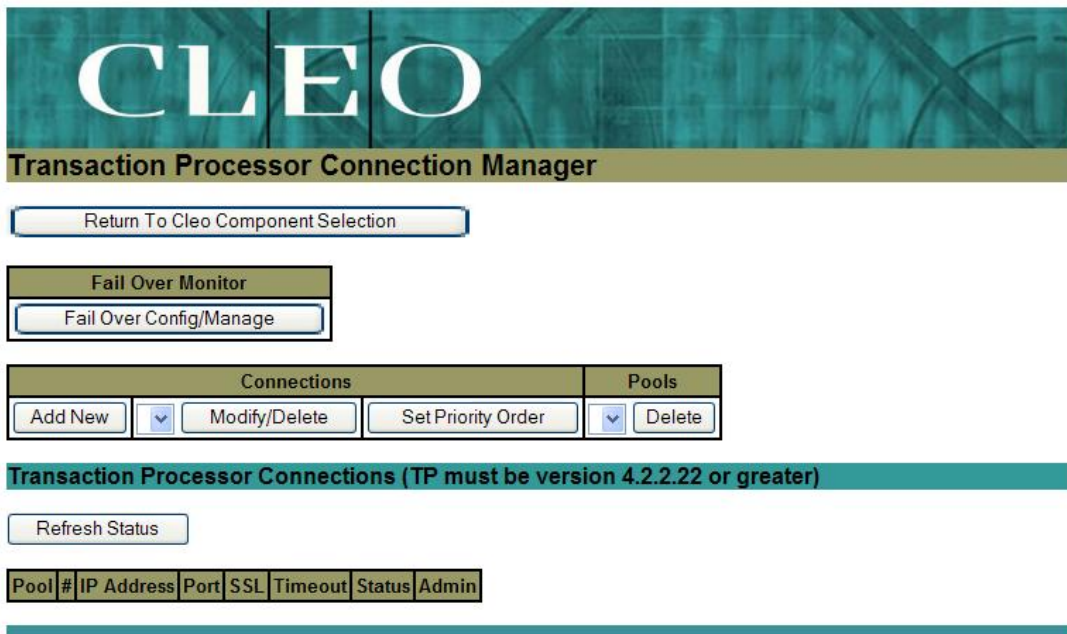 CLEO
Transaction Processor Connection Manager
Return To Cleo Component Selection
Fail Over Monitor
Fail Over Config/Manage
Connections Pools
Add New Modify/Delete Set Priority Order Delete
Transaction Processor Connections (TP must be version 4.2.2.22 or greater)
Refresh Status
Pool # IP Address Port SSL Timeout Status Admin